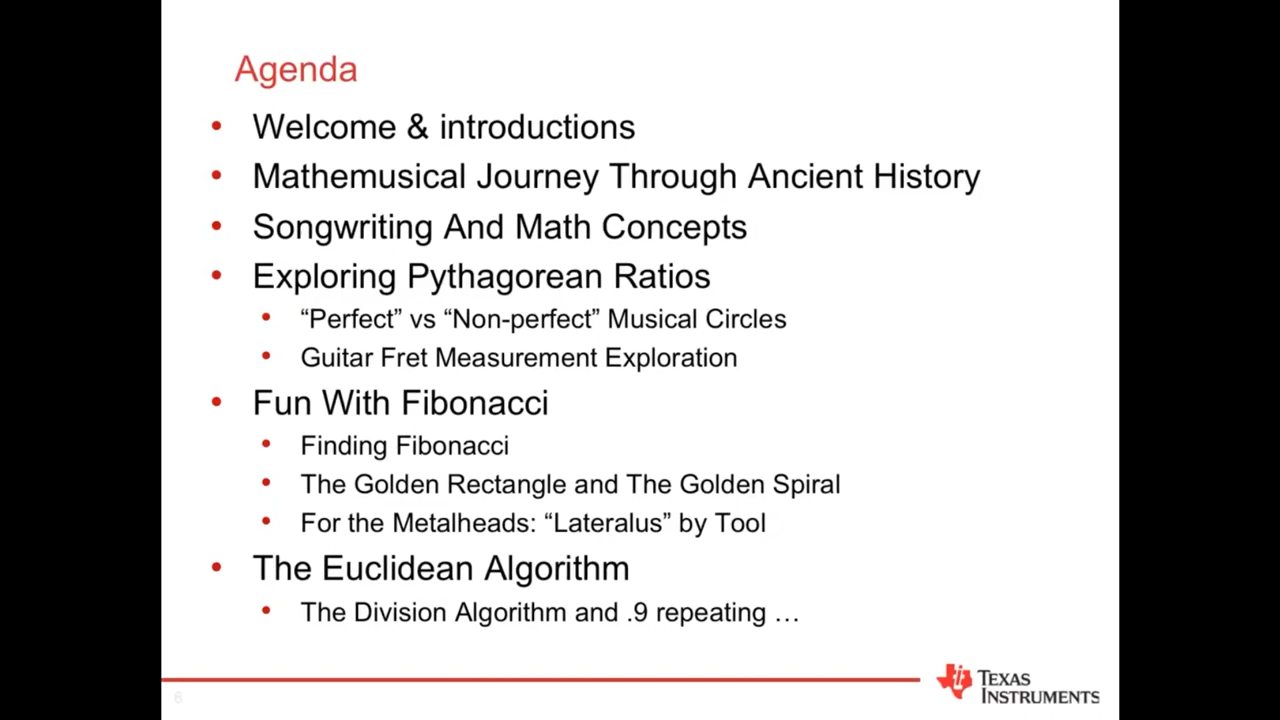 Agenda
• Welcome & introductions
• Mathemusical Journey Through Ancient History
• Songwriting And Math Concepts
• Exploring Pythagorean Ratios
• “Perfect” vs “Non-perfect” Musical Circles
• Guitar Fret Measurement Exploration
• Fun With Fibonacci
• Finding Fibonacci
• The Golden Rectangle and The Golden Spiral
• For the Metalheads: “Lateralus” by Tool
• The Euclidean Algorithm
• The Division Algorithm and .9 repeating …
6
TEXAS
INSTRUMENTS